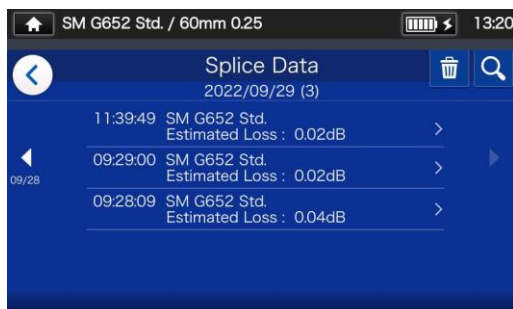 SM G652 Std. / 60mm 0.25 13:20
Splice Data
2022/09/29 (3)
11:39:49 SM G652 Std.
Estimated Loss : 0.02dB
09:29:00 SM G652 Std.
Estimated Loss : 0.02dB
09/28
09:28:09 SM G652 Std.
Estimated Loss : 0.04dB